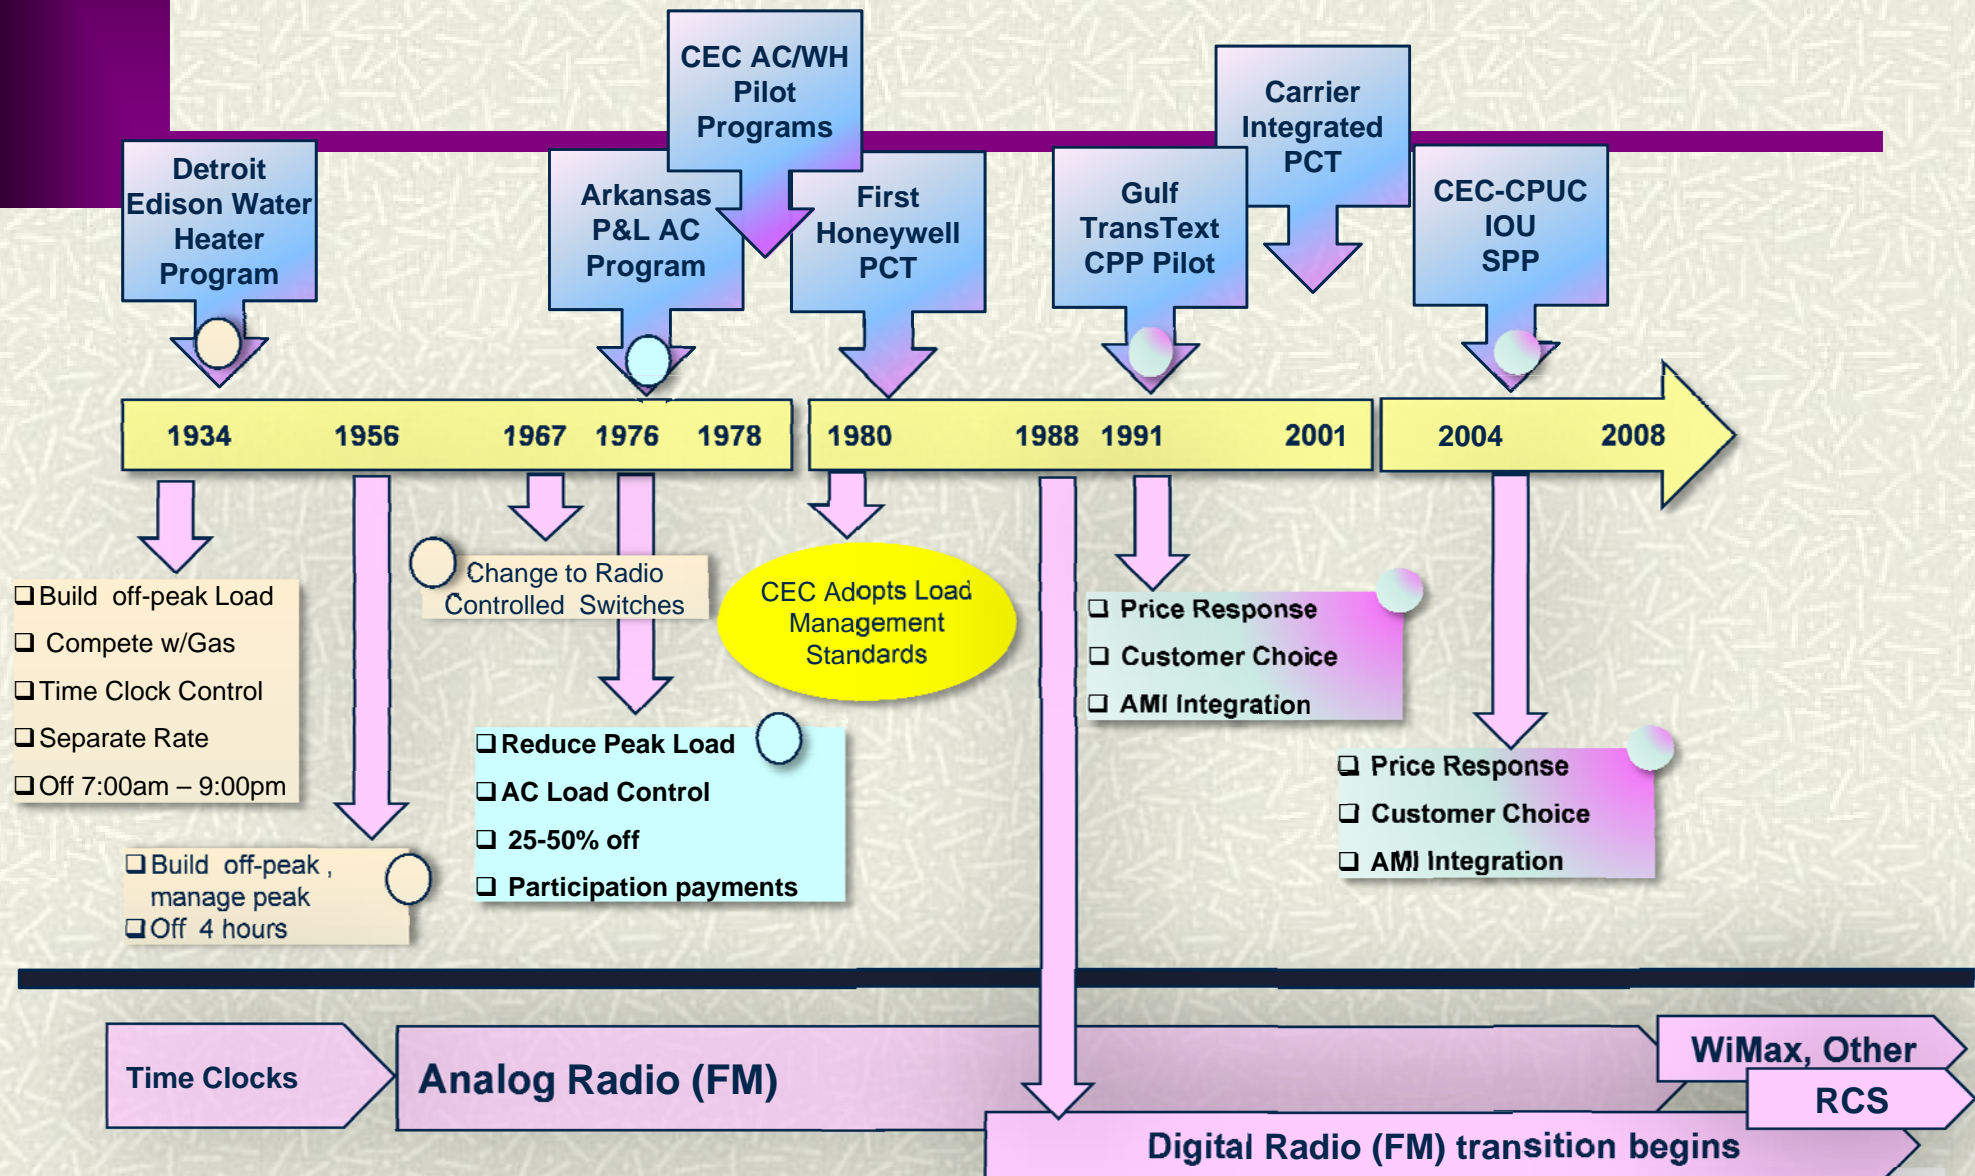 CEC AC/WH
Pilot
Programs
Carrier
Integrated
PCT
Detroit
Edison Water
Heater
Program
Arkansas
P&L AC
Program
First
Honeywell
PCT
Gulf
TransText
CPP Pilot
CEC-CPUC
IOU
SPP
1934 1956 1967 1976 1978 1980 1988 1991 2001 2004 2008
Build off-peak Load
Compete w/Gas
Time Clock Control
Separate Rate
Off 7:00am – 9:00pm
Build off-peak ,
manage peak
Off 4 hours
Change to Radio
Controlled Switches
Reduce Peak Load
AC Load Control
25-50% off
Participation payments
CEC Adopts Load
Management
Standards
Price Response
Customer Choice
AMI Integration
Price Response
Customer Choice
AMI Integration
Time Clocks
Analog Radio (FM)
WiMax, Other
RCS
Digital Radio (FM) transition begins